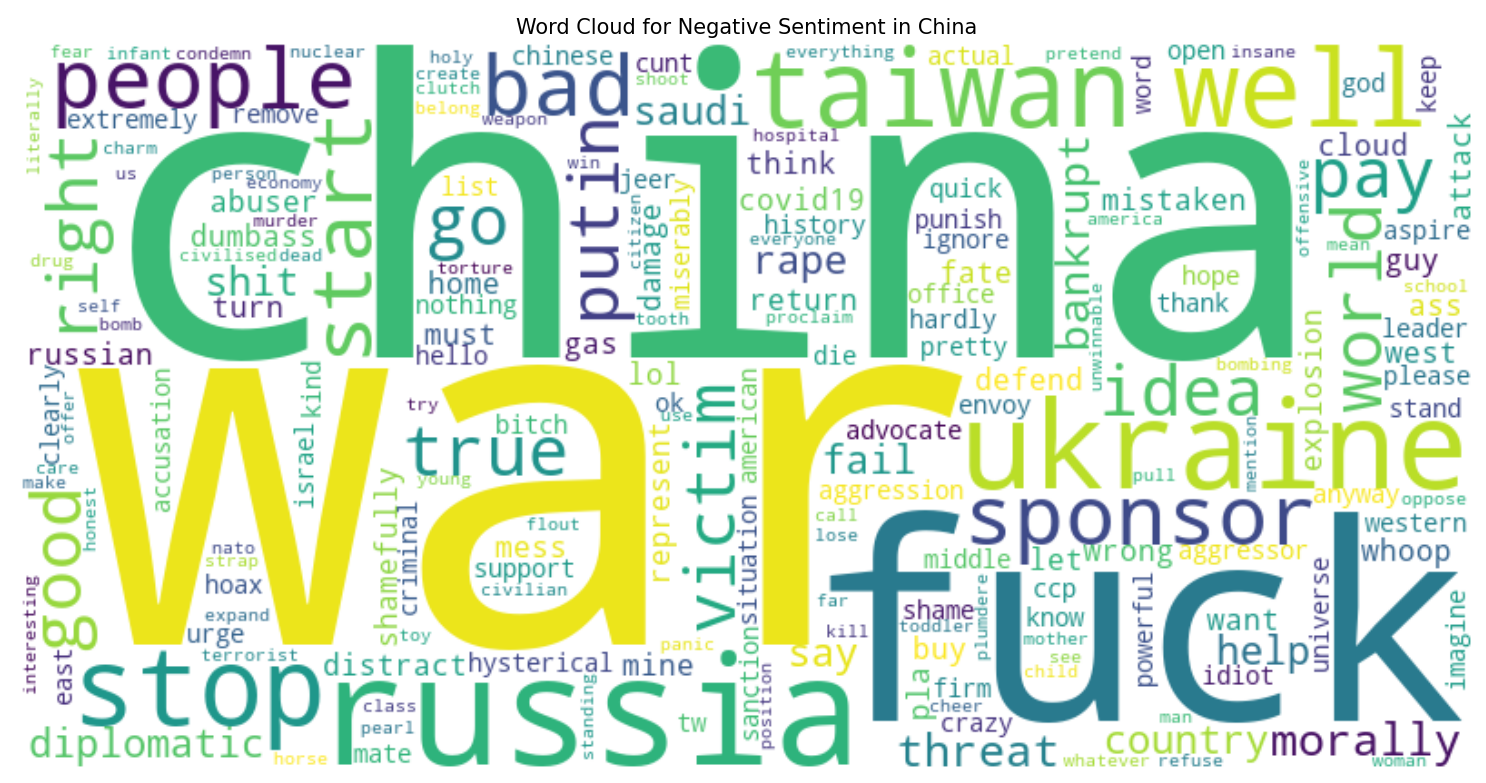 Word Cloud for Negative Sentiment in China
fear infant condemn nuclear holy chinese cunt everything actual pretend open insane
people create clutch bad shoot taiwan word well god keep
literally extremely remove belong weapon saudi
china
charm us person economy abuser murder list win jeer hospital think cloud pay attack
right start dumbass civilised dead go putin citizen damage miserably covid19 history everyone quick punish ignore bankrupt mistaken america offensive mean aspire
drug shit turn torture home nothing rape return proclaim fate office hardly hope thank world guy school ass
self bomb must hello gas tooth die pretty unwinnable leader
russian bombing west please
war
clearly offer accusation israel kind try true bitch lol ok use defend envoy idea explosion stand
care make good honest young victim american represent advocate fail ukraine mention pull
shamefully criminal flout mess support civilian situation aggression call lose sponsor anyway oppose
nato strap hoax middle let wrong aggressor western whoop
fuck
interesting expand urge toy panic far shame toddler plundere ccp know mother see child powerful want help idiot universe imagine
east terrorist kill say buy
stop distract hysterical mine sanction position pla firm cheer crazy
russia
diplomatic horse class pearl mate standing tw threat man country morally whatever refuse woman